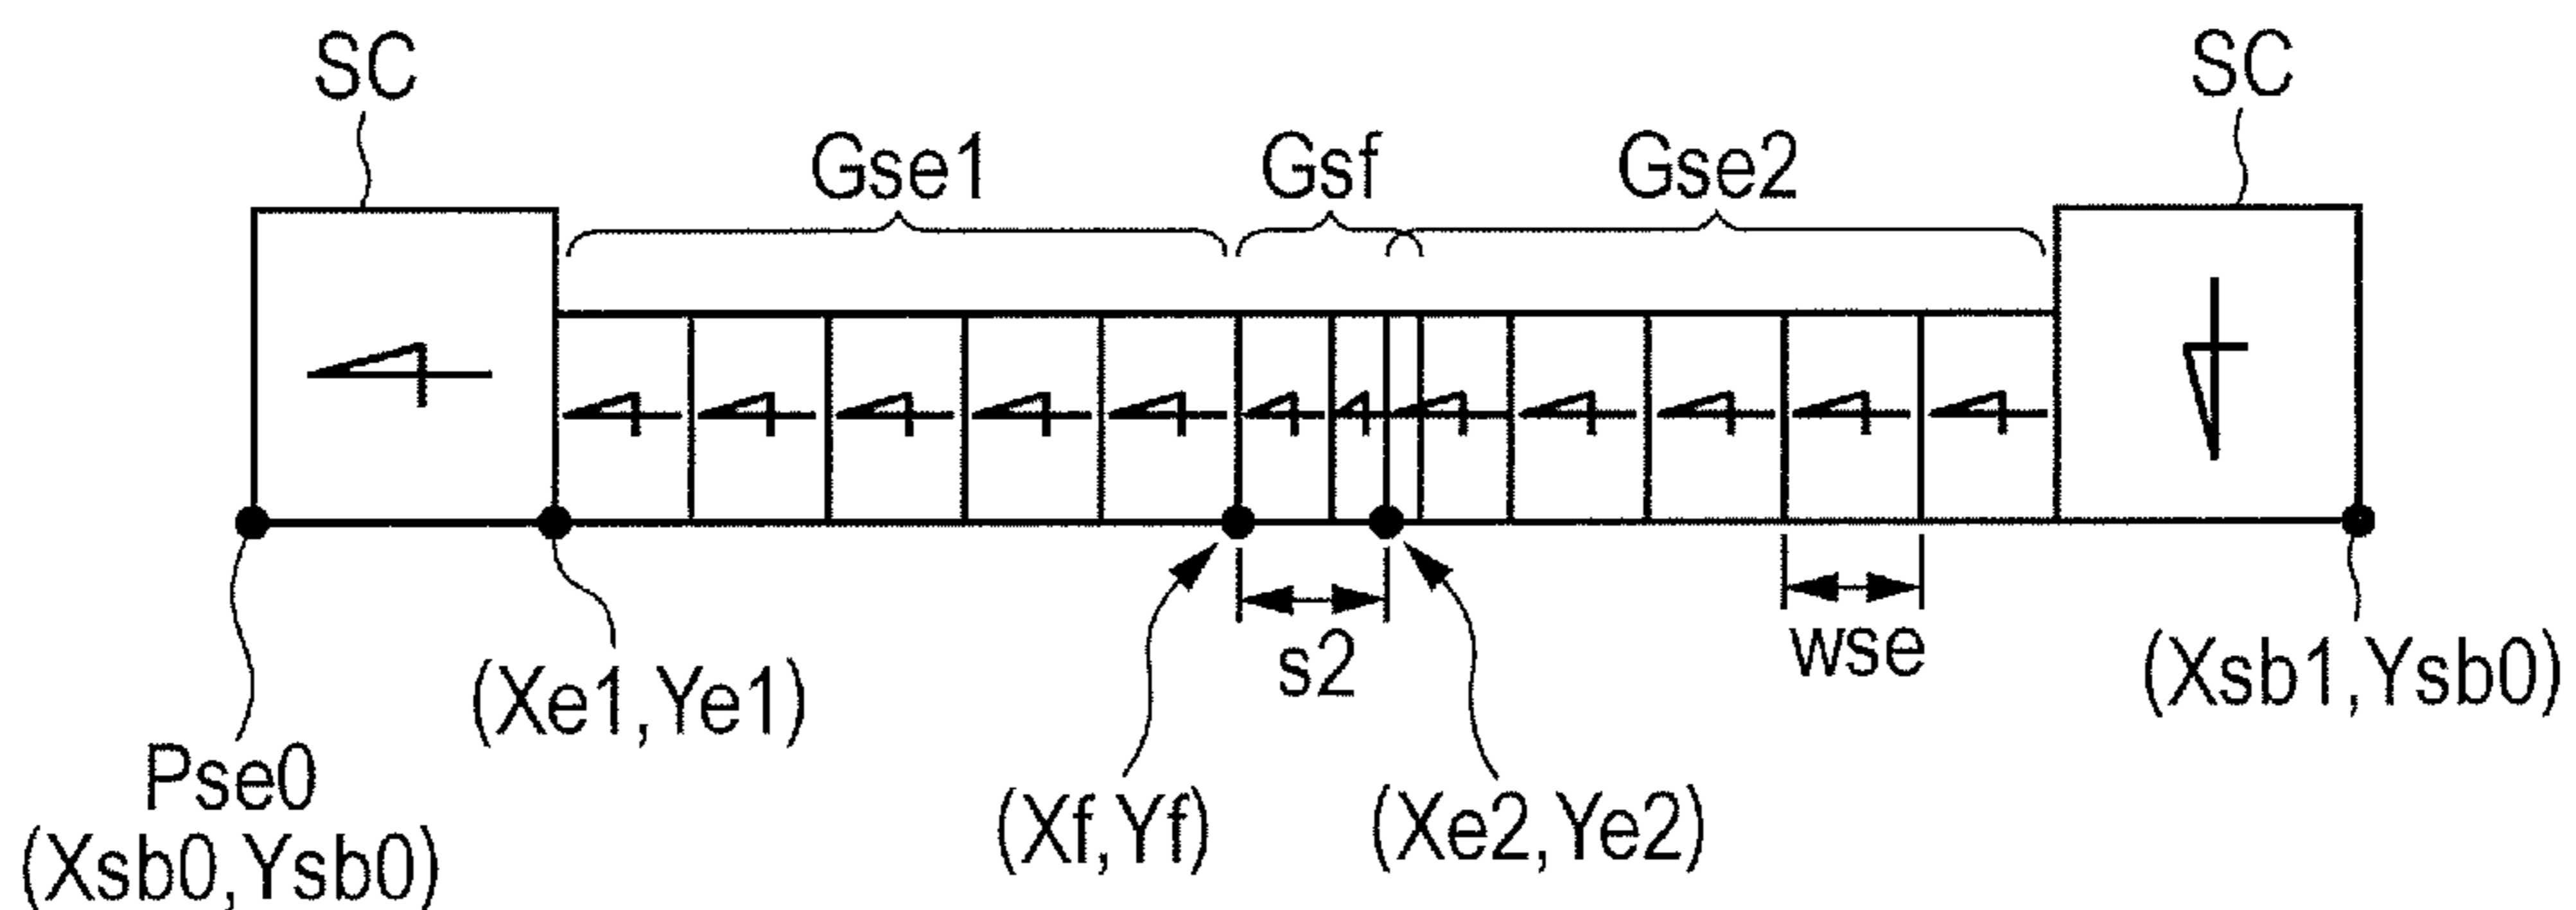 SC
SC
Gse1
Gsf
Gse2
s2
wse
(Xe1,Ye1)
(Xsb1,Ysb0)
Pse0
(Xsb0,Ysb0)
(Xf,Yf)
(Xe2,Ye2)